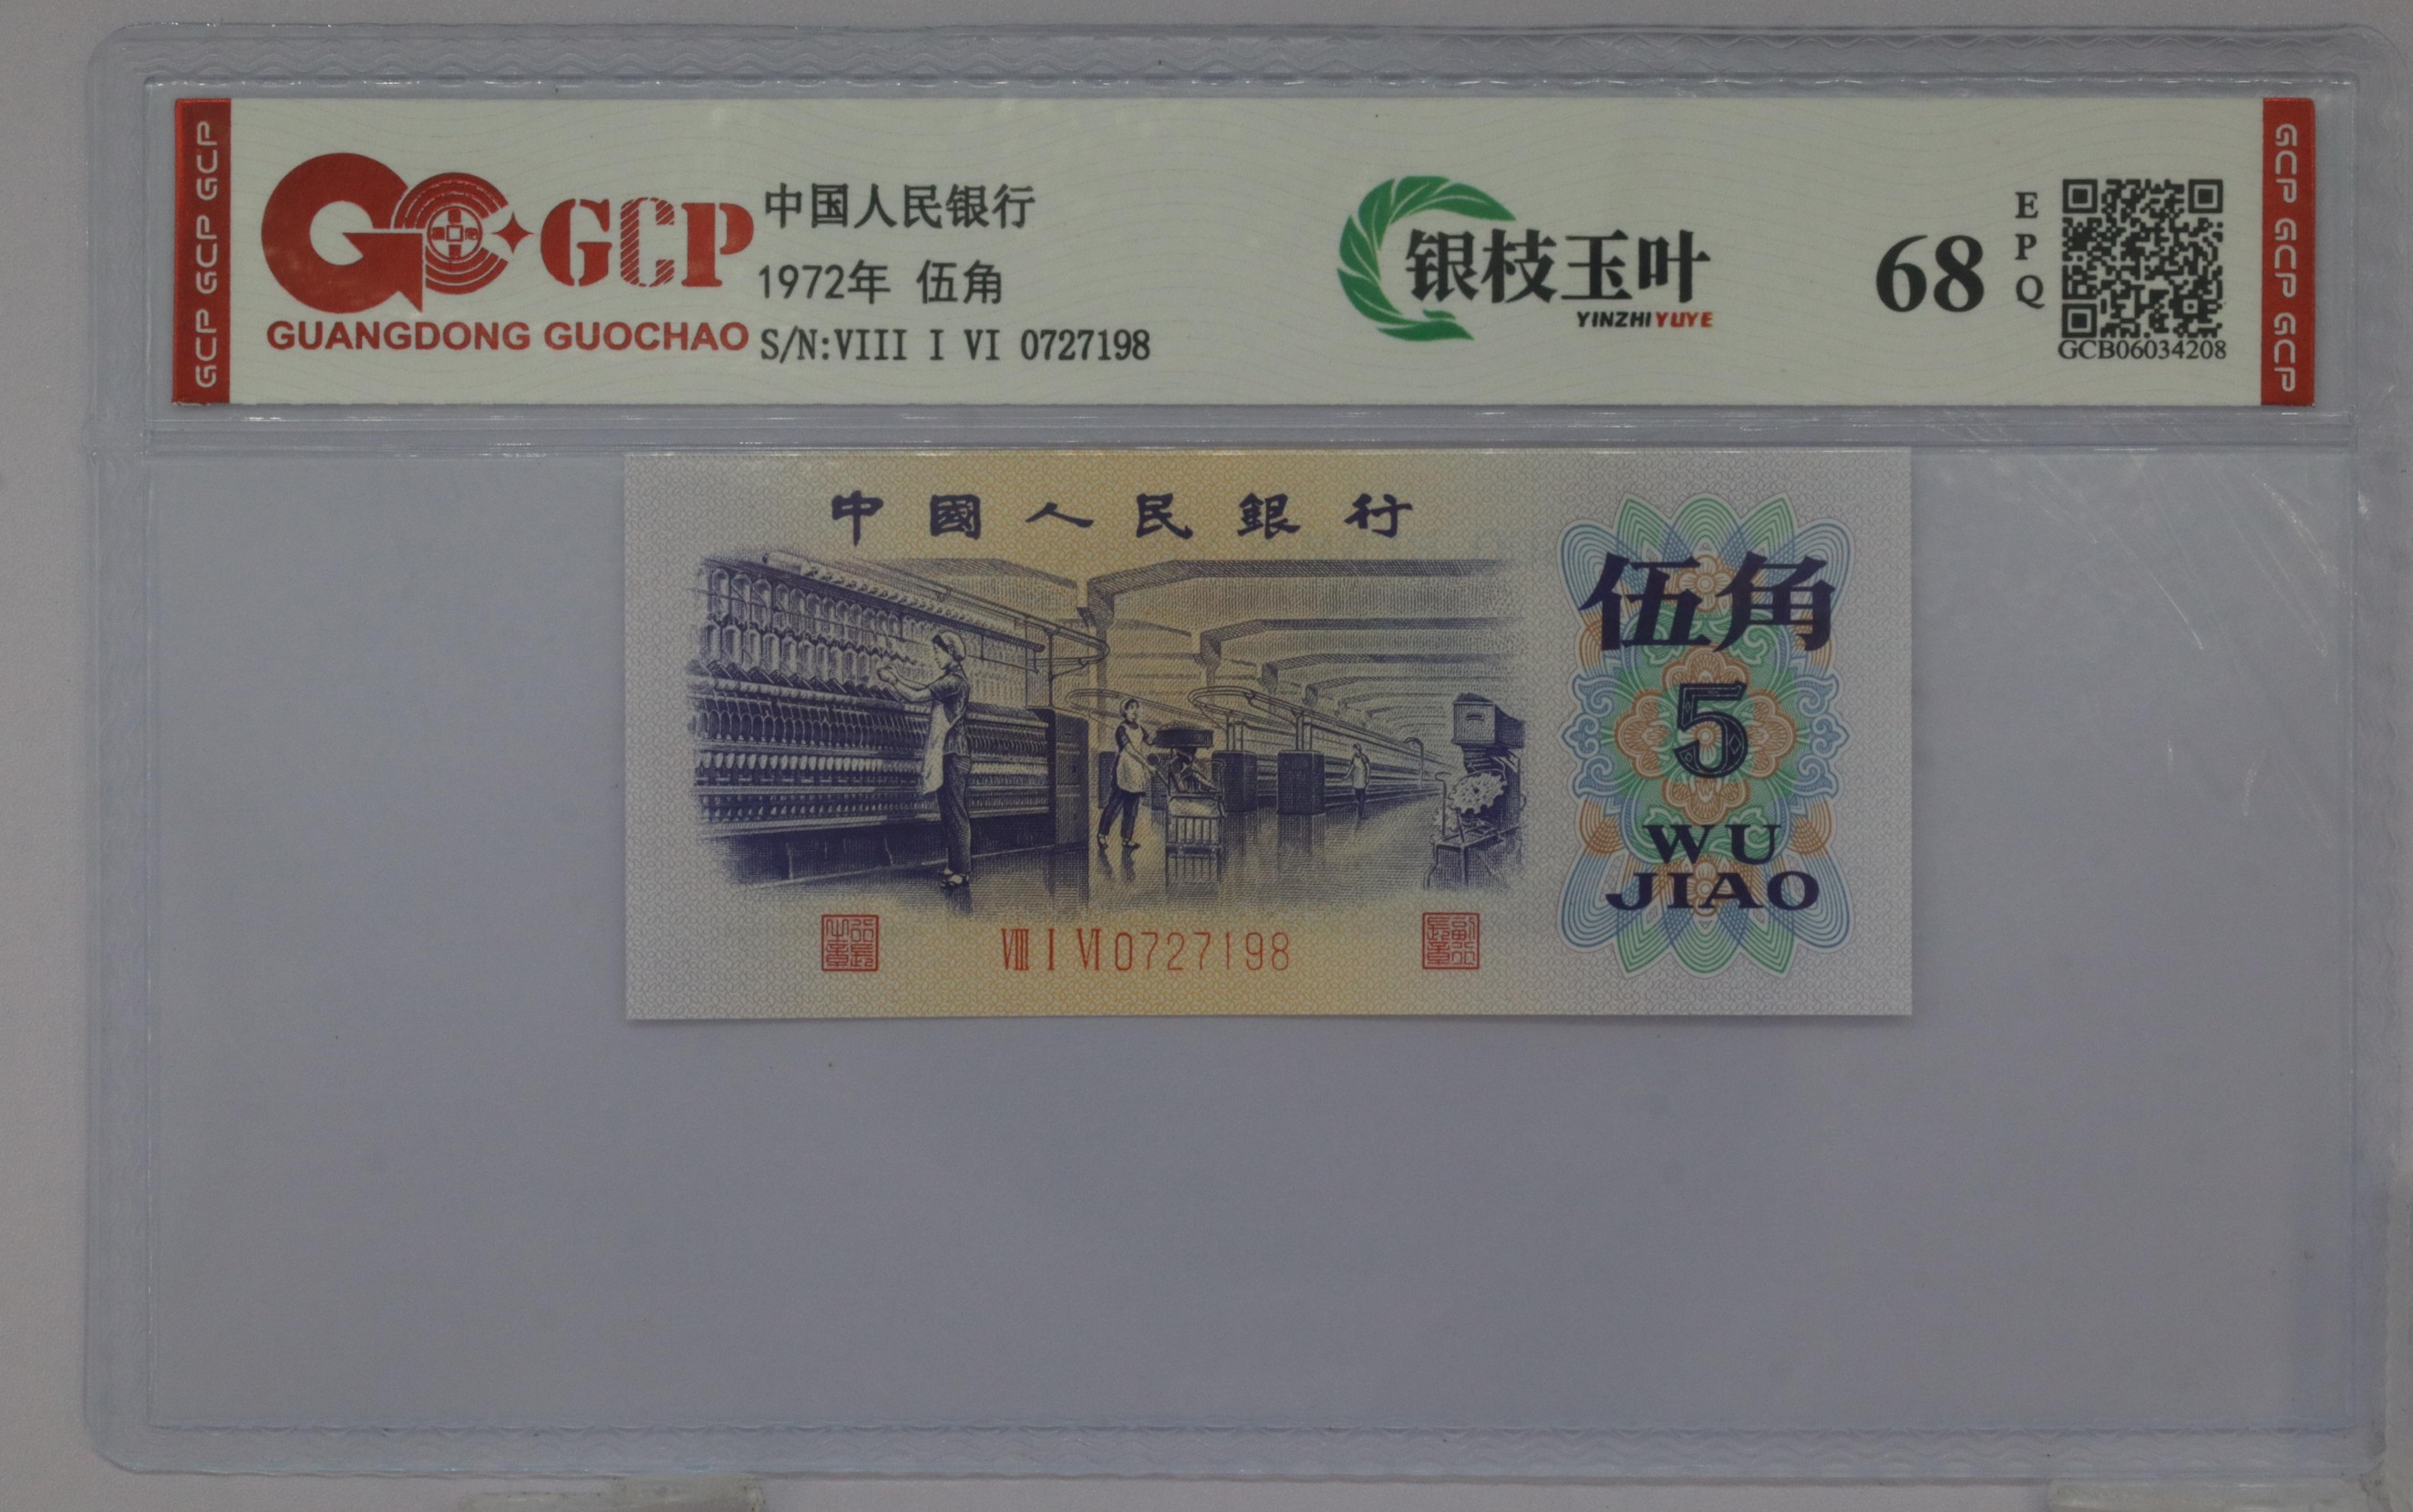 GCP GCP GCP
GCP
GUANGDONG GUOCHAO
中国人民银行
1972年 伍角
S/N:VIII I VI 0727198
银枝玉叶
YINZHIYUYE
68
EPQ
GCB06034208
GCP GCP GCP
中國人民銀行
伍角
5
WU
JIAO
VIII I VI 0727198